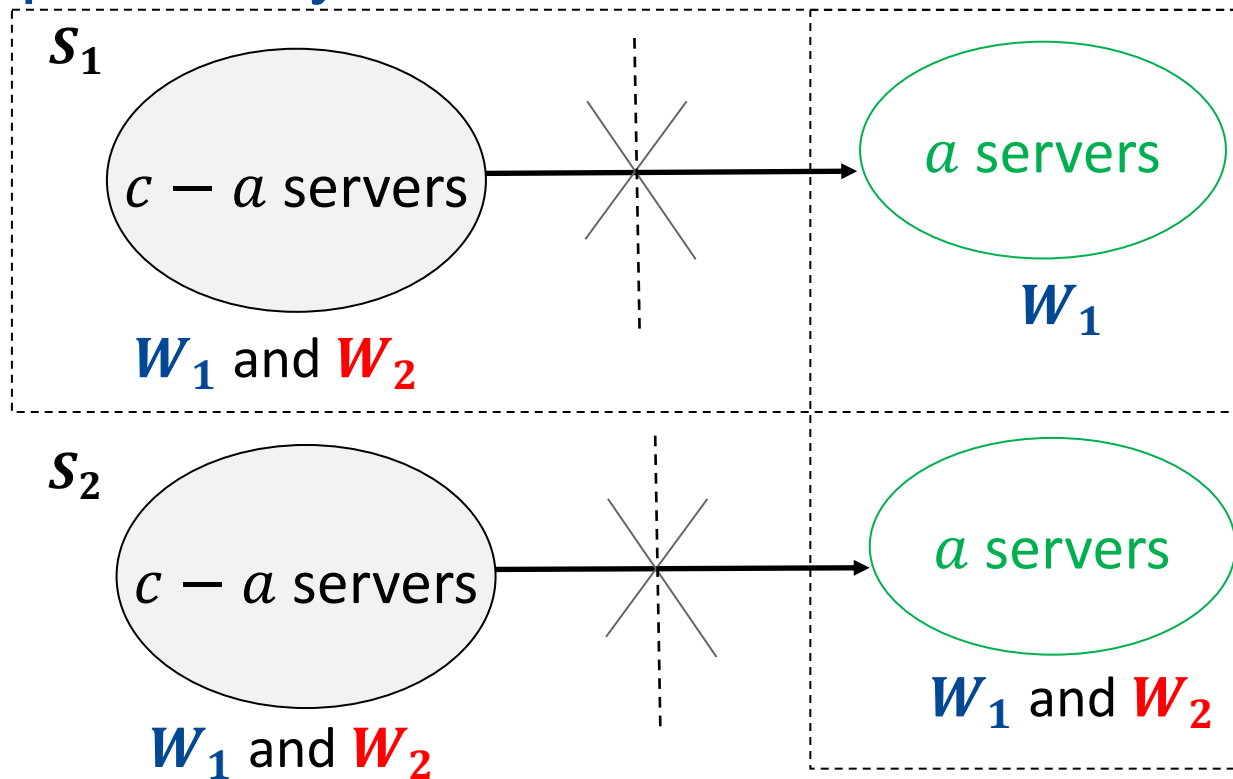 S₁
c − a servers
a servers
W₁
W₁ and W₂
S₂
c − a servers
a servers
W₁ and W₂
W₁ and W₂